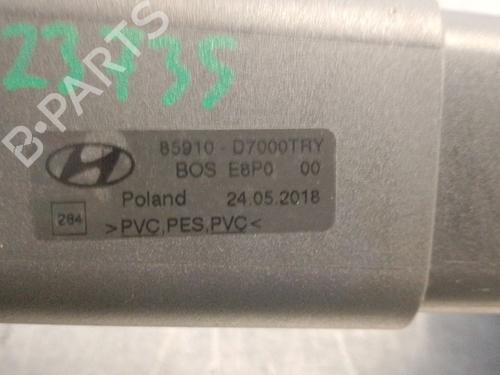 23735
B-PARTS
85910 - D7000TRY
BOS E8P0 00
Poland 24.05.2018
284 >PVC,PES,PVC<